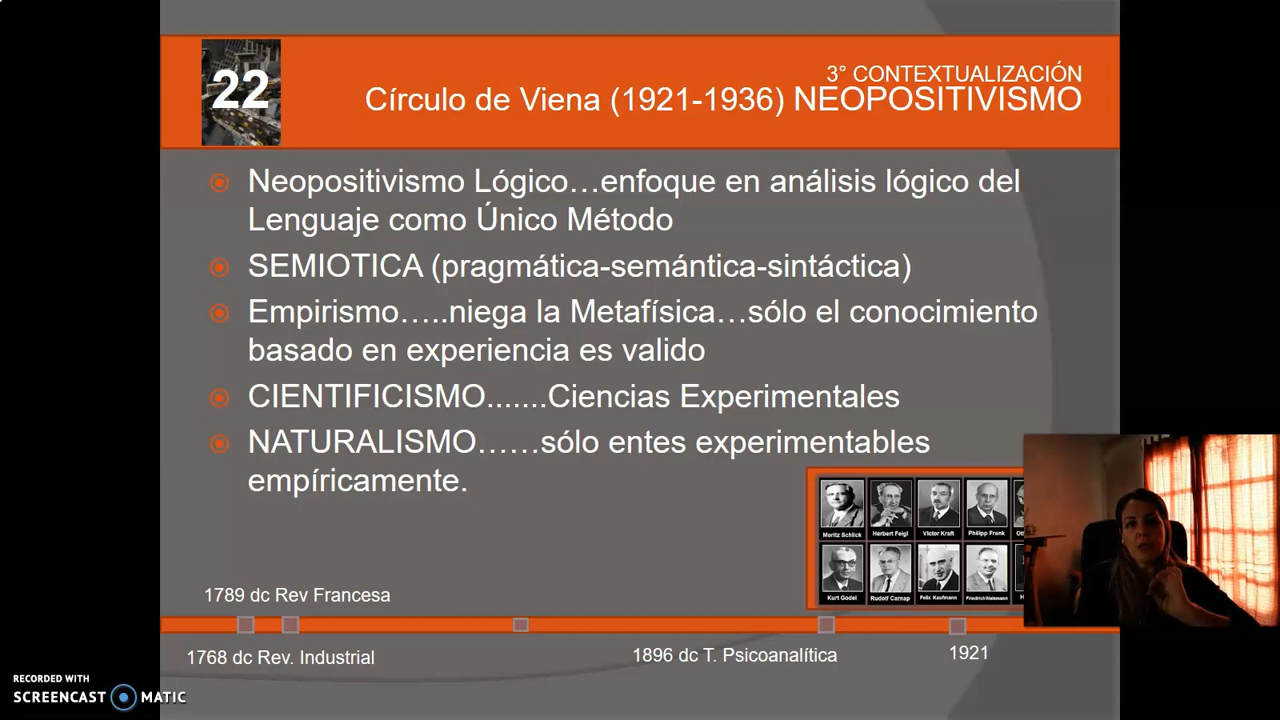 22
3° CONTEXTUALIZACIÓN
Círculo de Viena (1921-1936) NEOPOSITIVISMO
Neopositivismo Lógico…enfoque en análisis lógico del
Lenguaje como Único Método
SEMIOTICA (pragmática-semántica-sintáctica)
Empirismo…..niega la Metafísica…sólo el conocimiento
basado en experiencia es valido
CIENTIFICISMO.......Ciencias Experimentales
NATURALISMO……sólo entes experimentables
empíricamente.
Moritz Schlick
Herbert Feigl
Victor Kraft
Philipp Frank
Kurt Godel
Rudolf Carnap
Felix Kaufmann
Friedrich Waismann
1789 dc Rev Francesa
1768 dc Rev. Industrial
1896 dc T. Psicoanalítica
1921
RECORDED WITH
SCREENCAST MATIC